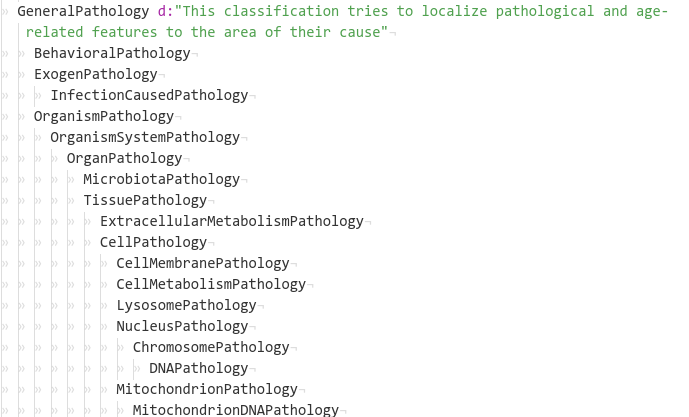 GeneralPathology d:"This classification tries to localize pathological and age-
related features to the area of their cause"
BehavioralPathology
ExogenPathology
InfectionCausedPathology
OrganismPathology
OrganismSystemPathology
OrganPathology
MicrobiotaPathology
TissuePathology
ExtracellularMetabolismPathology
CellPathology
CellMembranePathology
CellMetabolismPathology
LysosomePathology
NucleusPathology
ChromosomePathology
DNAPathology
MitochondrionPathology
MitochondrionDNAPathology